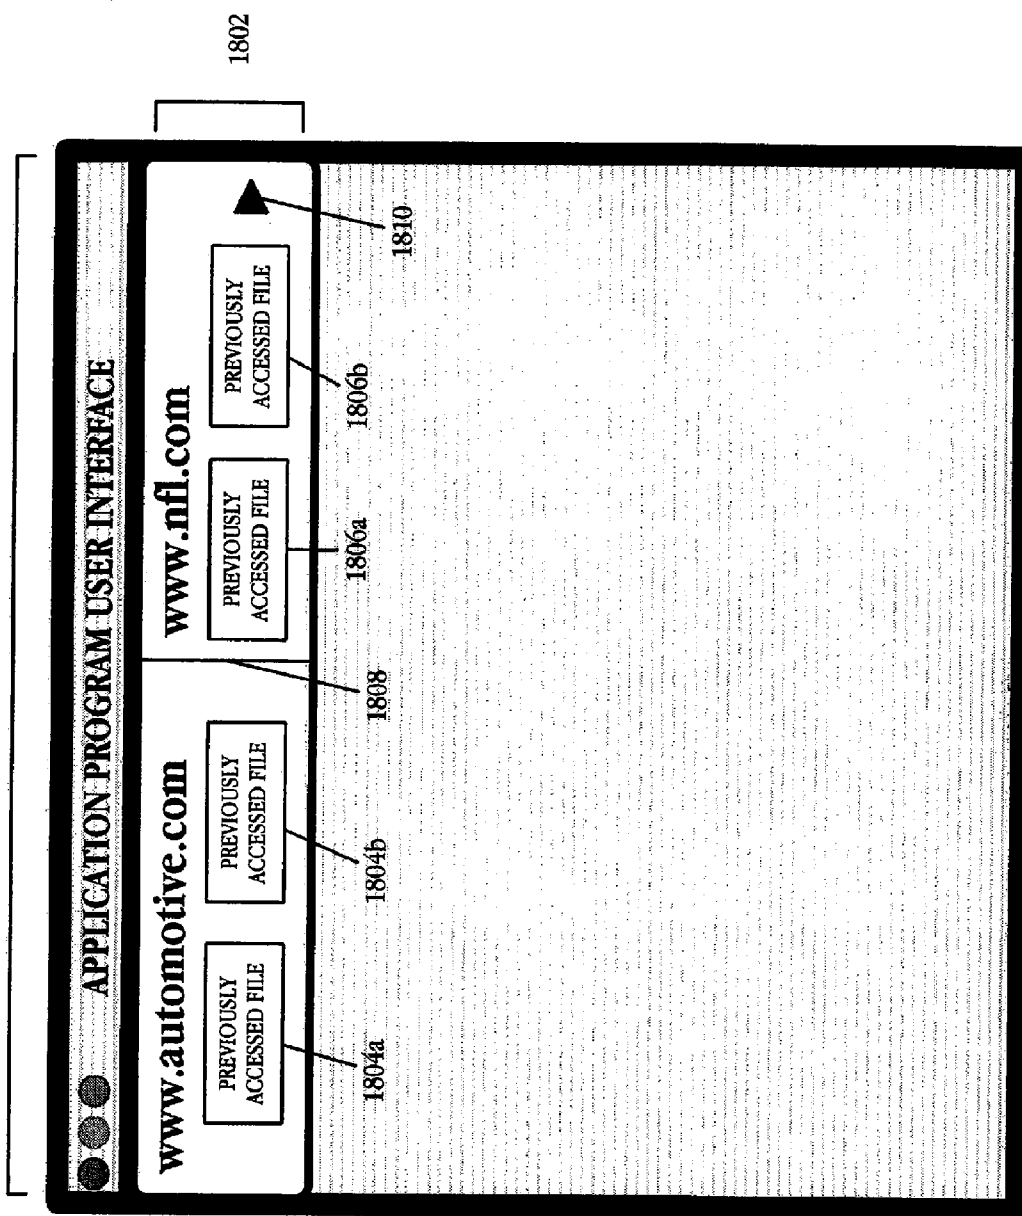 1802
APPLICATION PROGRAM USER INTERFACE
www.automotive.com
www.nfl.com
PREVIOUSLY
ACCESSED FILE
PREVIOUSLY
ACCESSED FILE
PREVIOUSLY
ACCESSED FILE
PREVIOUSLY
ACCESSED FILE
1804a
1804b
1808
1806a
1806b
1810